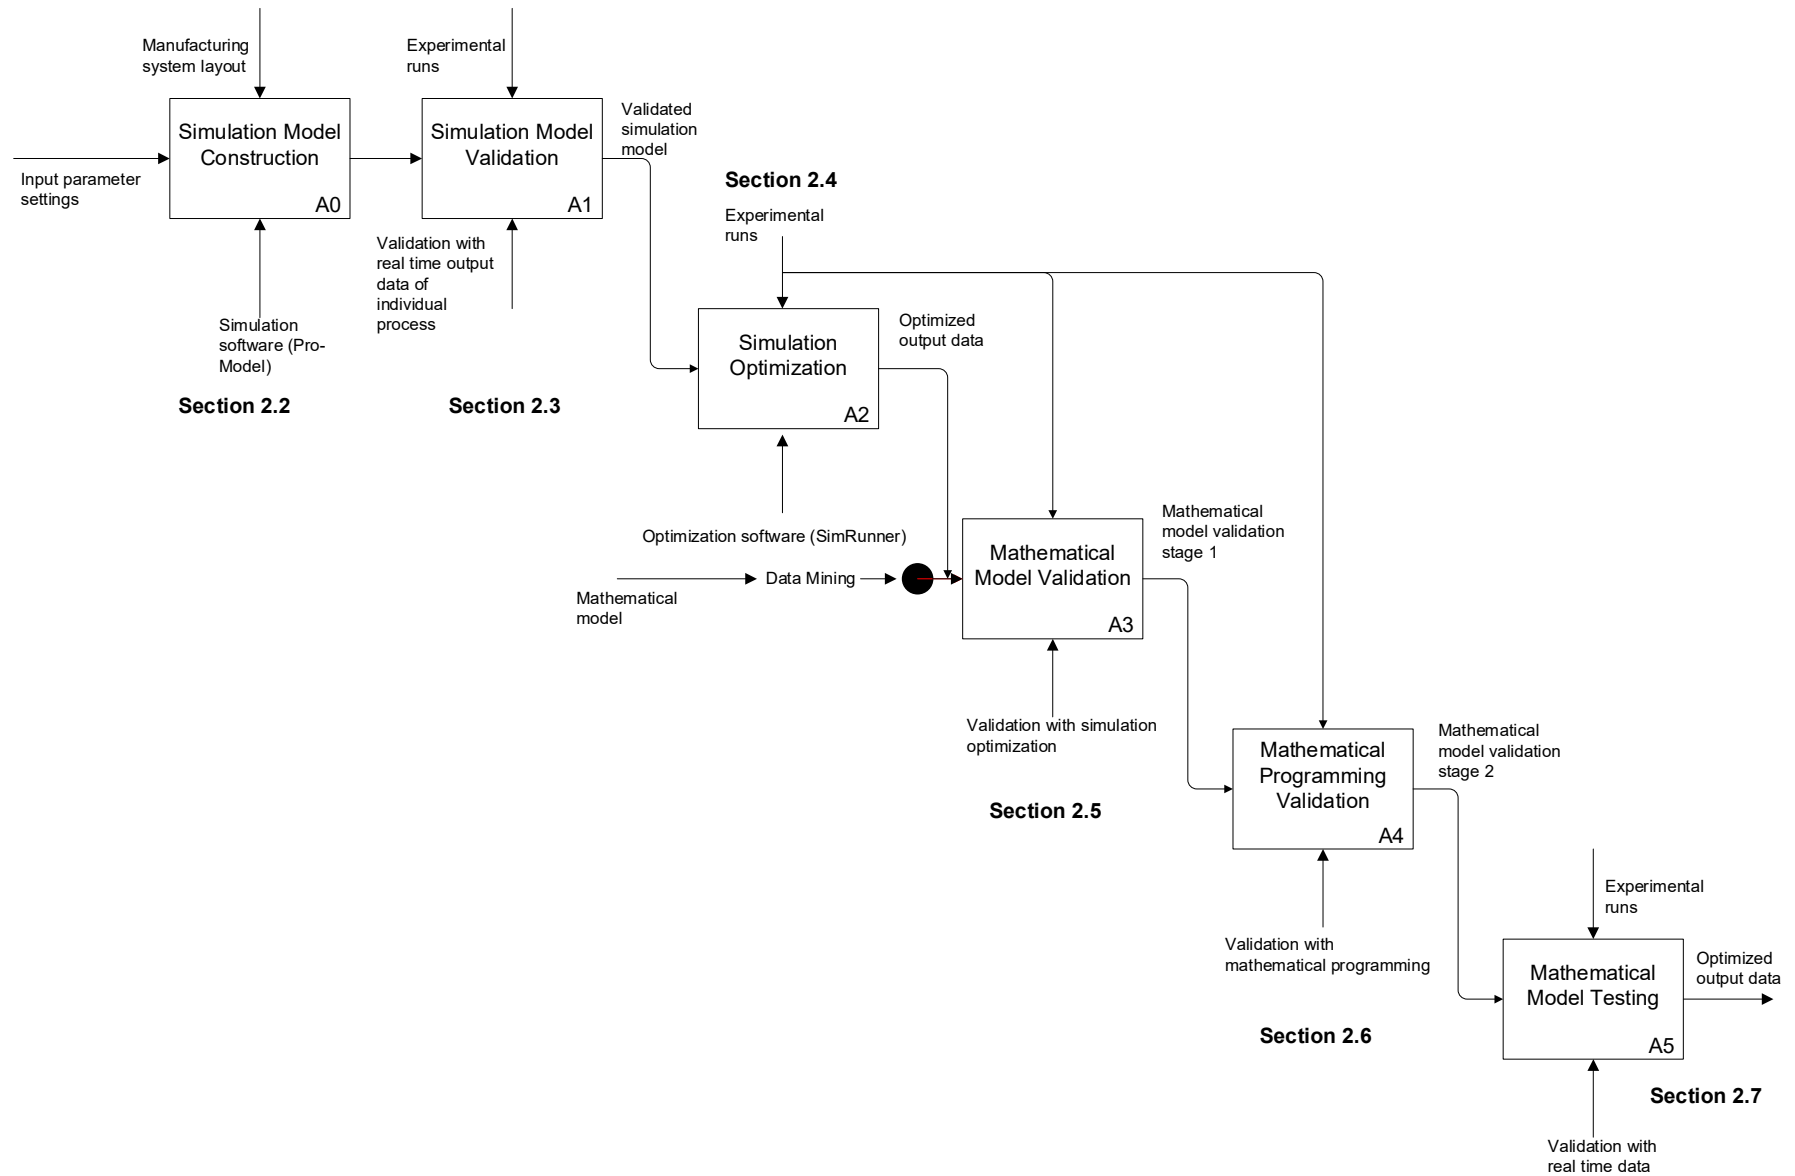 Manufacturing
system layout
Experimental
runs
Simulation Model
Construction
A0
Simulation Model
Validation
A1
Validated
simulation
model
Input parameter
settings
Simulation
software (Pro-
Model)
Section 2.2
Validation with
real time output
data of
individual
process
Section 2.3
Section 2.4
Experimental
runs
Simulation
Optimization
A2
Optimized
output data
Optimization software (SimRunner)
Mathematical
model
Data Mining
Mathematical
Model Validation
A3
Mathematical
model validation
stage 1
Validation with simulation
optimization
Section 2.5
Mathematical
Programming
Validation
A4
Mathematical
model validation
stage 2
Validation with
mathematical programming
Section 2.6
Experimental
runs
Mathematical
Model Testing
A5
Optimized
output data
Section 2.7
Validation with
real time data